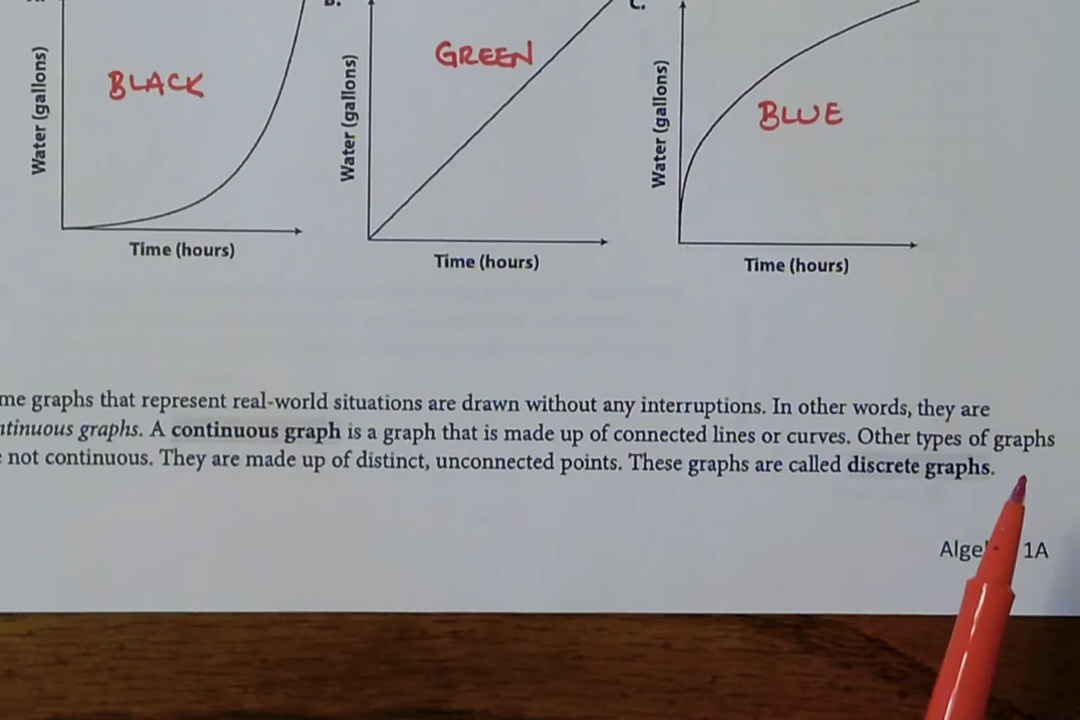 B.
C.
Water (gallons)
BLACK
Time (hours)
Water (gallons)
GREEN
Time (hours)
Water (gallons)
BLUE
Time (hours)
me graphs that represent real-world situations are drawn without any interruptions. In other words, they are
ntinuous graphs. A continuous graph is a graph that is made up of connected lines or curves. Other types of graphs
not continuous. They are made up of distinct, unconnected points. These graphs are called discrete graphs.
Alge 1A